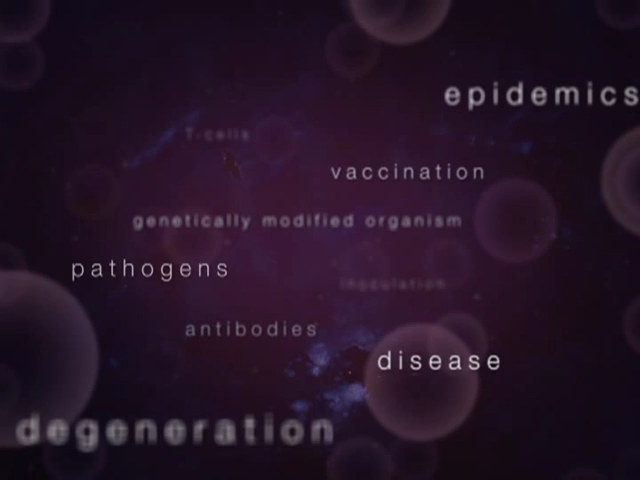 epidemics
T-cells
vaccination
genetically modified organism
pathogens
inoculation
antibodies
disease
degeneration